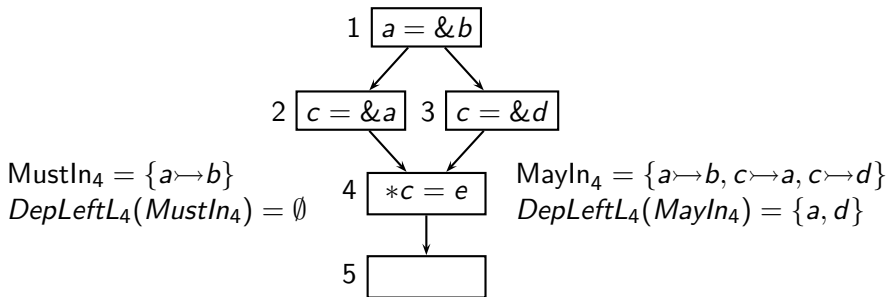 1 a = &b
2 c = &a 3 c = &d
MustIn₄ = {a↣b} 4 *c = e MayIn₄ = {a↣b, c↣a, c↣d}
DepLeftL₄(MustIn₄) = ∅ DepLeftL₄(MayIn₄) = {a, d}
5